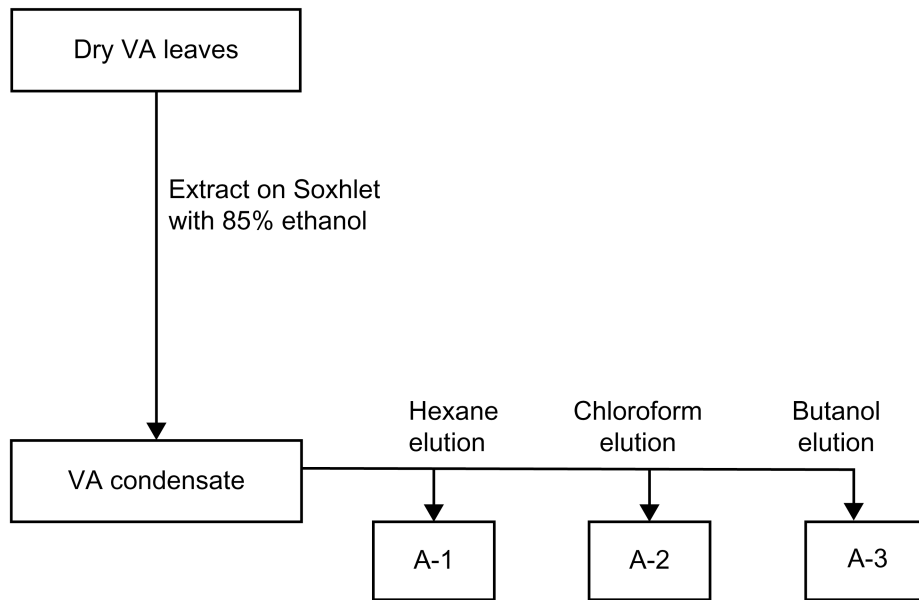 Dry VA leaves
Extract on Soxhlet
with 85% ethanol
Hexane
elution
Chloroform
elution
Butanol
elution
VA condensate
A-1
A-2
A-3